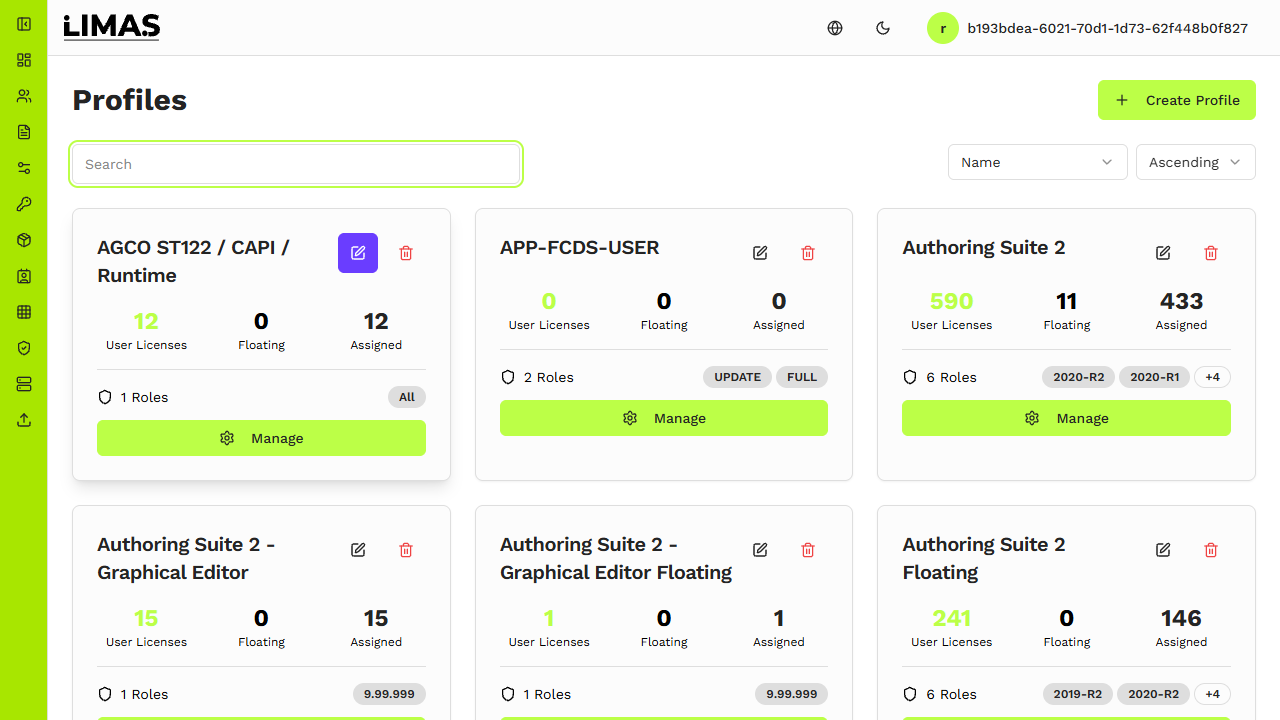 LIMAS
r
b193bdea-6021-70d1-1d73-62f448b0f827
Profiles
Create Profile
Search
Name
Ascending
AGCO ST122 / CAPI /
Runtime
12
0
12
User Licenses
Floating
Assigned
1 Roles
All
Manage
APP-FCDS-USER
0
0
0
User Licenses
Floating
Assigned
2 Roles
UPDATE
FULL
Manage
Authoring Suite 2
590
11
433
User Licenses
Floating
Assigned
6 Roles
2020-R2
2020-R1
+4
Manage
Authoring Suite 2 -
Graphical Editor
15
0
15
User Licenses
Floating
Assigned
1 Roles
9.99.999
Authoring Suite 2 -
Graphical Editor Floating
1
0
1
User Licenses
Floating
Assigned
1 Roles
9.99.999
Authoring Suite 2
Floating
241
0
146
User Licenses
Floating
Assigned
6 Roles
2019-R2
2020-R2
+4